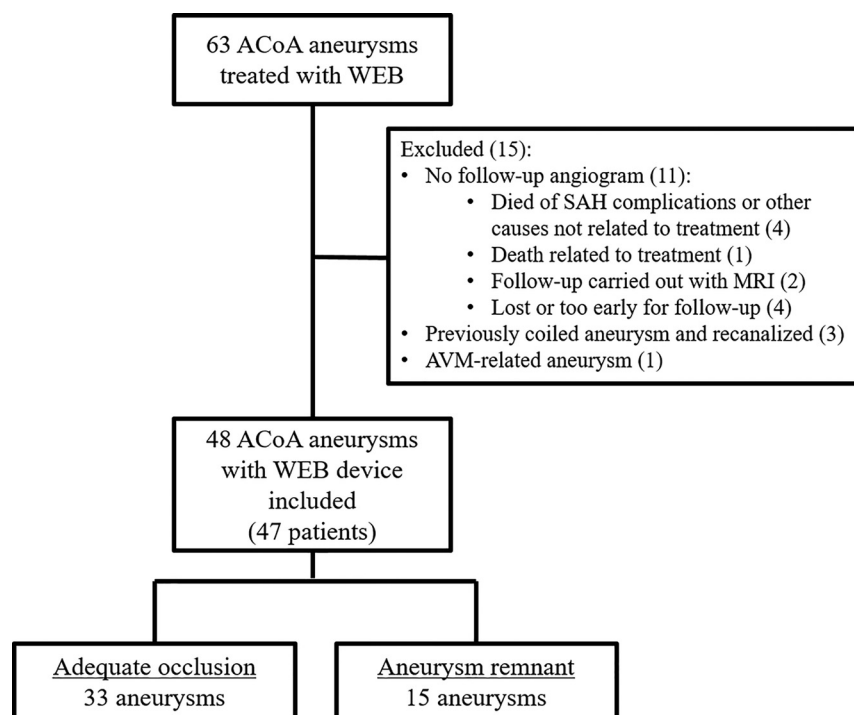 63 ACoA aneurysms
treated with WEB
Excluded (15):
• No follow-up angiogram (11):
• Died of SAH complications or other
causes not related to treatment (4)
• Death related to treatment (1)
• Follow-up carried out with MRI (2)
• Lost or too early for follow-up (4)
• Previously coiled aneurysm and recanalized (3)
• AVM-related aneurysm (1)
48 ACoA aneurysms
with WEB device
included
(47 patients)
Adequate occlusion
33 aneurysms
Aneurysm remnant
15 aneurysms